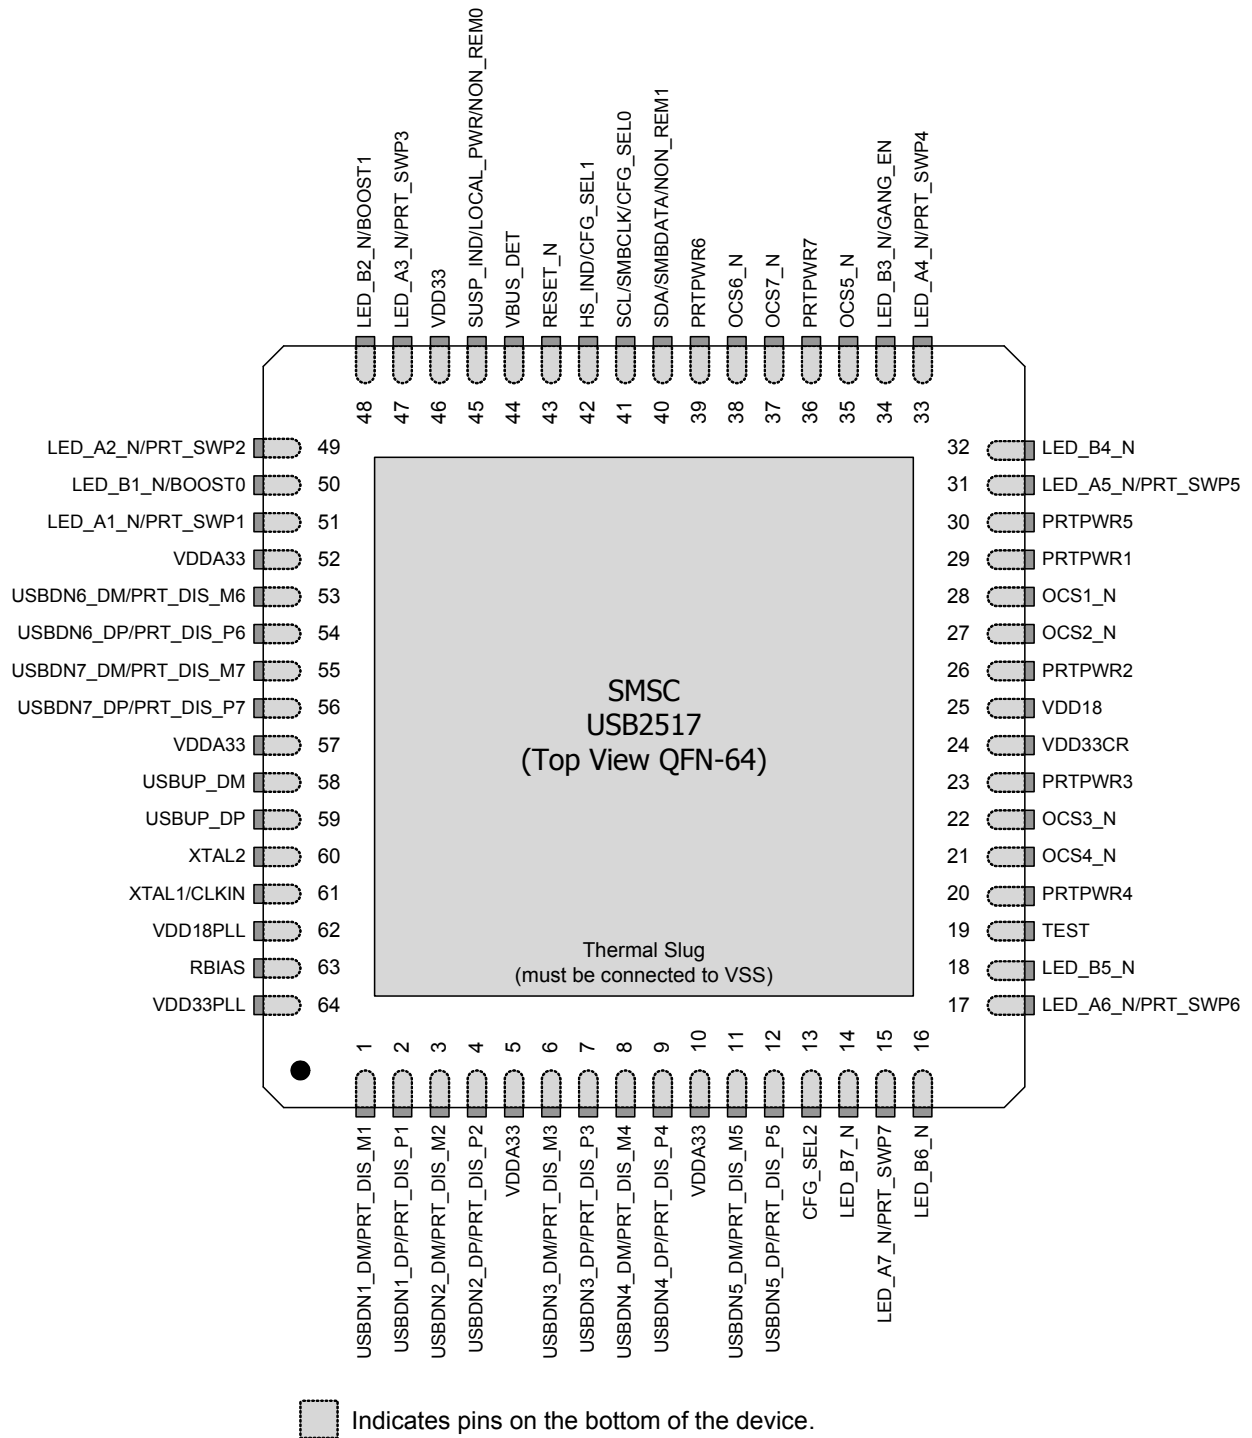 LED_B2_N/BOOST1
LED_A3_N/PRT_SWP3
VDD33
SUSP_IND/LOCAL_PWR/NON_REM0
VBUS_DET
RESET_N
HS_IND/CFG_SEL1
SCL/SMBCLK/CFG_SEL0
SDA/SMBDATA/NON_REM1
PRTPWR6
OCS6_N
OCS7_N
PRTPWR7
OCS5_N
LED_B3_N/GANG_EN
LED_A4_N/PRT_SWP4
48
47
46
45
44
43
42
41
40
39
38
37
36
35
34
33
LED_A2_N/PRT_SWP2 49
LED_B1_N/BOOST0 50
LED_A1_N/PRT_SWP1 51
VDDA33 52
USBDN6_DM/PRT_DIS_M6 53
USBDN6_DP/PRT_DIS_P6 54
USBDN7_DM/PRT_DIS_M7 55
USBDN7_DP/PRT_DIS_P7 56
VDDA33 57
USBUP_DM 58
USBUP_DP 59
XTAL2 60
XTAL1/CLKIN 61
VDD18PLL 62
RBIAS 63
VDD33PLL 64
SMSC
USB2517
(Top View QFN-64)
Thermal Slug
(must be connected to VSS)
32 LED_B4_N
31 LED_A5_N/PRT_SWP5
30 PRTPWR5
29 PRTPWR1
28 OCS1_N
27 OCS2_N
26 PRTPWR2
25 VDD18
24 VDD33CR
23 PRTPWR3
22 OCS3_N
21 OCS4_N
20 PRTPWR4
19 TEST
18 LED_B5_N
17 LED_A6_N/PRT_SWP6
1
2
3
4
5
6
7
8
9
10
11
12
13
14
15
16
USBDN1_DM/PRT_DIS_M1
USBDN1_DP/PRT_DIS_P1
USBDN2_DM/PRT_DIS_M2
USBDN2_DP/PRT_DIS_P2
VDDA33
USBDN3_DM/PRT_DIS_M3
USBDN3_DP/PRT_DIS_P3
USBDN4_DM/PRT_DIS_M4
USBDN4_DP/PRT_DIS_P4
VDDA33
USBDN5_DM/PRT_DIS_M5
USBDN5_DP/PRT_DIS_P5
CFG_SEL2
LED_B7_N
LED_A7_N/PRT_SWP7
LED_B6_N
Indicates pins on the bottom of the device.